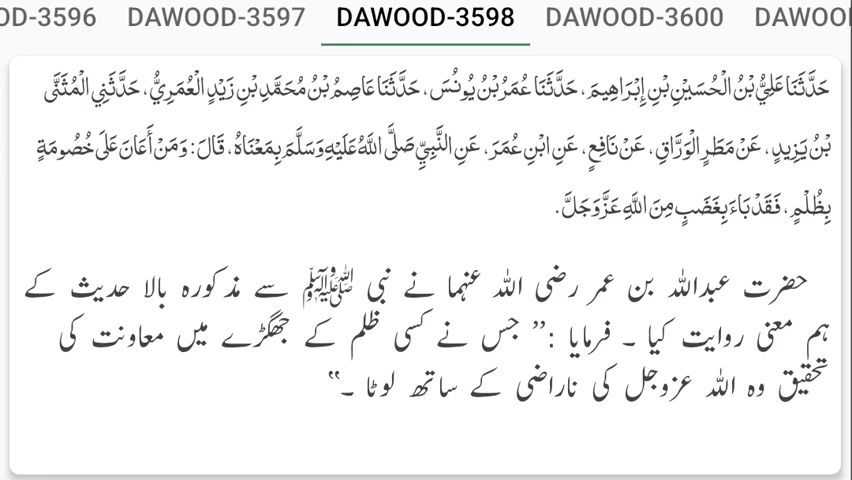 OD-3596 DAWOOD-3597 DAWOOD-3598 DAWOOD-3600 DAWOO
حَدَّثَنَا عَلِيُّ بْنُ الْحُسَيْنِ بْنِ إِبْرَاهِيمَ، حَدَّثَنَا عُمَرُ بْنُ يُونُسَ، حَدَّثَنَا عَاصِمُ بْنُ مُحَمَّدِ بْنِ زَيْدٍ الْعُمَرِيُّ، حَدَّثَنِي الْمُثَنَّى
بْنُ يَزِيدٍ، عَنْ مَطَرٍ الْوَرَّاقِ، عَنْ نَافِعٍ، عَنِ ابْنِ عُمَرَ، عَنِ النَّبِيِّ صَلَّى اللَّهُ عَلَيْهِ وَسَلَّمَ بِمَعْنَاهُ، قَالَ: وَمَنْ أَعَانَ عَلَى خُصُومَةٍ
بِظُلْمٍ، فَقَدْ بَاءَ بِغَضَبٍ مِنَ اللَّهِ عَزَّ وَجَلَّ.
حضرت عبداللہ بن عمر رضی اللہ عنہما نے نبی ﷺ سے مذکورہ بالا حدیث کے
ہم معنی روایت کیا ۔ فرمایا :’’ جس نے کسی ظلم کے جھگڑے میں معاونت کی
تحقیق وہ اللہ عزوجل کی ناراضی کے ساتھ لوٹا ۔‘‘